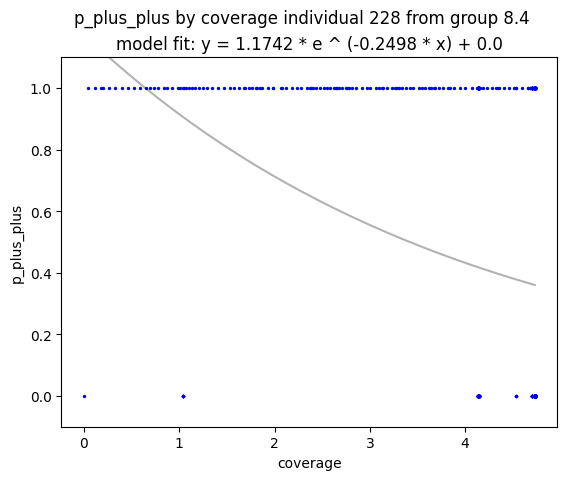 p_plus_plus by coverage individual 228 from group 8.4
model fit: y = 1.1742 * e ^ (-0.2498 * x) + 0.0
1.0
0.8
0.6
0.4
0.2
0.0
p_plus_plus
0 1 2 3 4
coverage